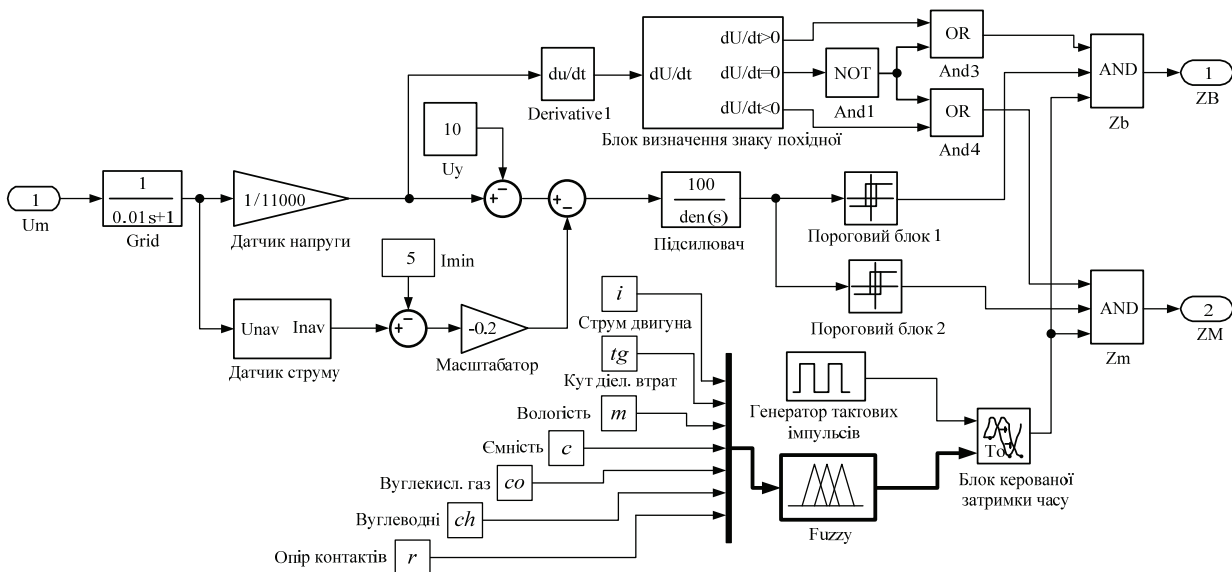 du/dt
Derivative1
dU/dt
dU/dt>0
dU/dt=0
dU/dt<0
Блок визначення знаку похідної
NOT
And1
OR
And3
OR
And4
AND
Zb
1
ZB
10
Uy
1
Um
1
0.01s+1
Grid
1/11000
Датчик напруги
+
−
+
−
100
den(s)
Підсилювач
Пороговий блок 1
Пороговий блок 2
5
Imin
Unav
Inav
Датчик струму
+
−
-0.2
Масштабатор
AND
Zm
2
ZM
i
Струм двигуна
tg
Кут діел. втрат
Вологість
m
Ємність
c
Вуглекисл. газ
co
Вуглеводні
ch
Опір контактів
r
Генератор тактових
імпульсів
Fuzzy
To
Блок керованої
затримки часу